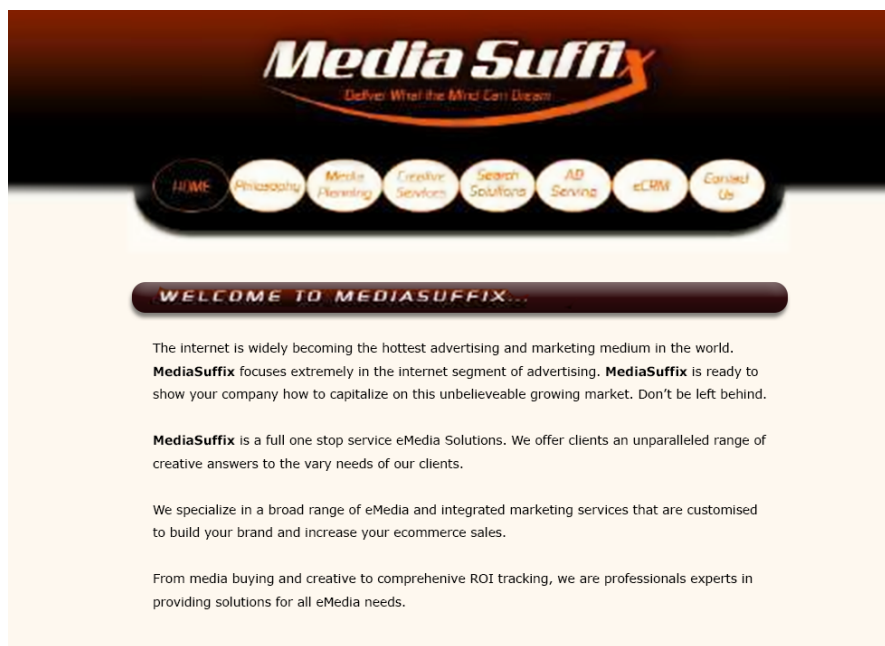 Media Suffix
Deliver What the Mind Can Dream
HOME
Philosophy
Media
Planning
Creative
Services
Search
Solutions
AD
Serving
eCRM
Contact
Us
WELCOME TO MEDIASUFFIX...
The internet is widely becoming the hottest advertising and marketing medium in the world.
MediaSuffix focuses extremely in the internet segment of advertising. MediaSuffix is ready to
show your company how to capitalize on this unbelieveable growing market. Don't be left behind.
MediaSuffix is a full one stop service eMedia Solutions. We offer clients an unparalleled range of
creative answers to the vary needs of our clients.
We specialize in a broad range of eMedia and integrated marketing services that are customised
to build your brand and increase your ecommerce sales.
From media buying and creative to comprehenive ROI tracking, we are professionals experts in
providing solutions for all eMedia needs.